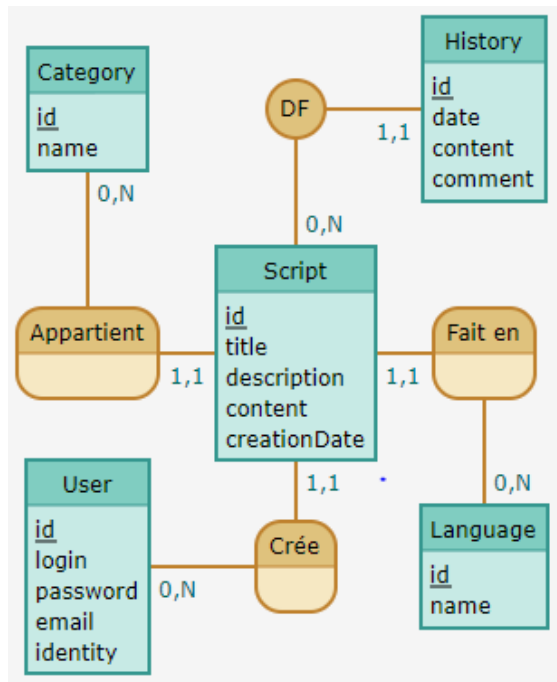 History
id
date
content
comment
Category
id
name
DF
1,1
0,N
0,N
Script
id
title
description
content
creationDate
Appartient
1,1
Fait en
1,1
0,N
User
id
login
password
email
identity
0,N
Crée
1,1
Language
id
name